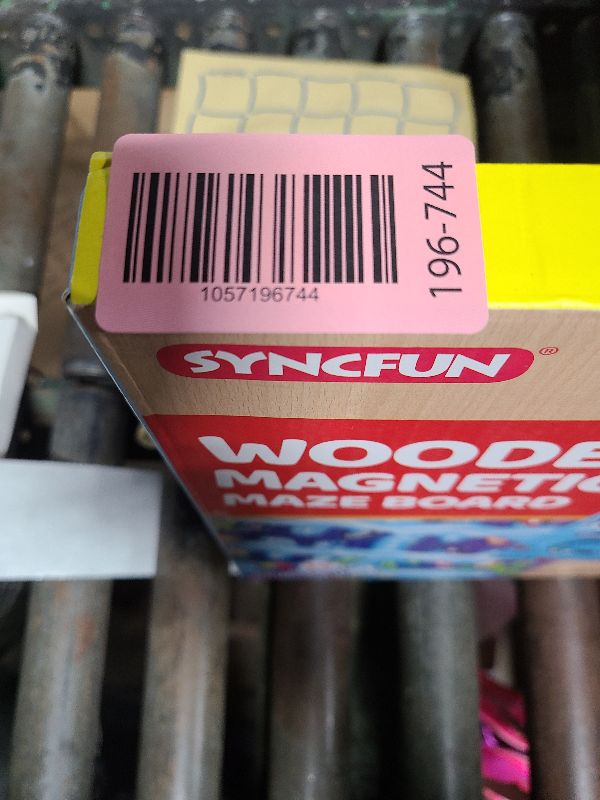 1057196744
196-744
SYNCFUN®
WOODE
MAGNETIC
MAZE BOARD